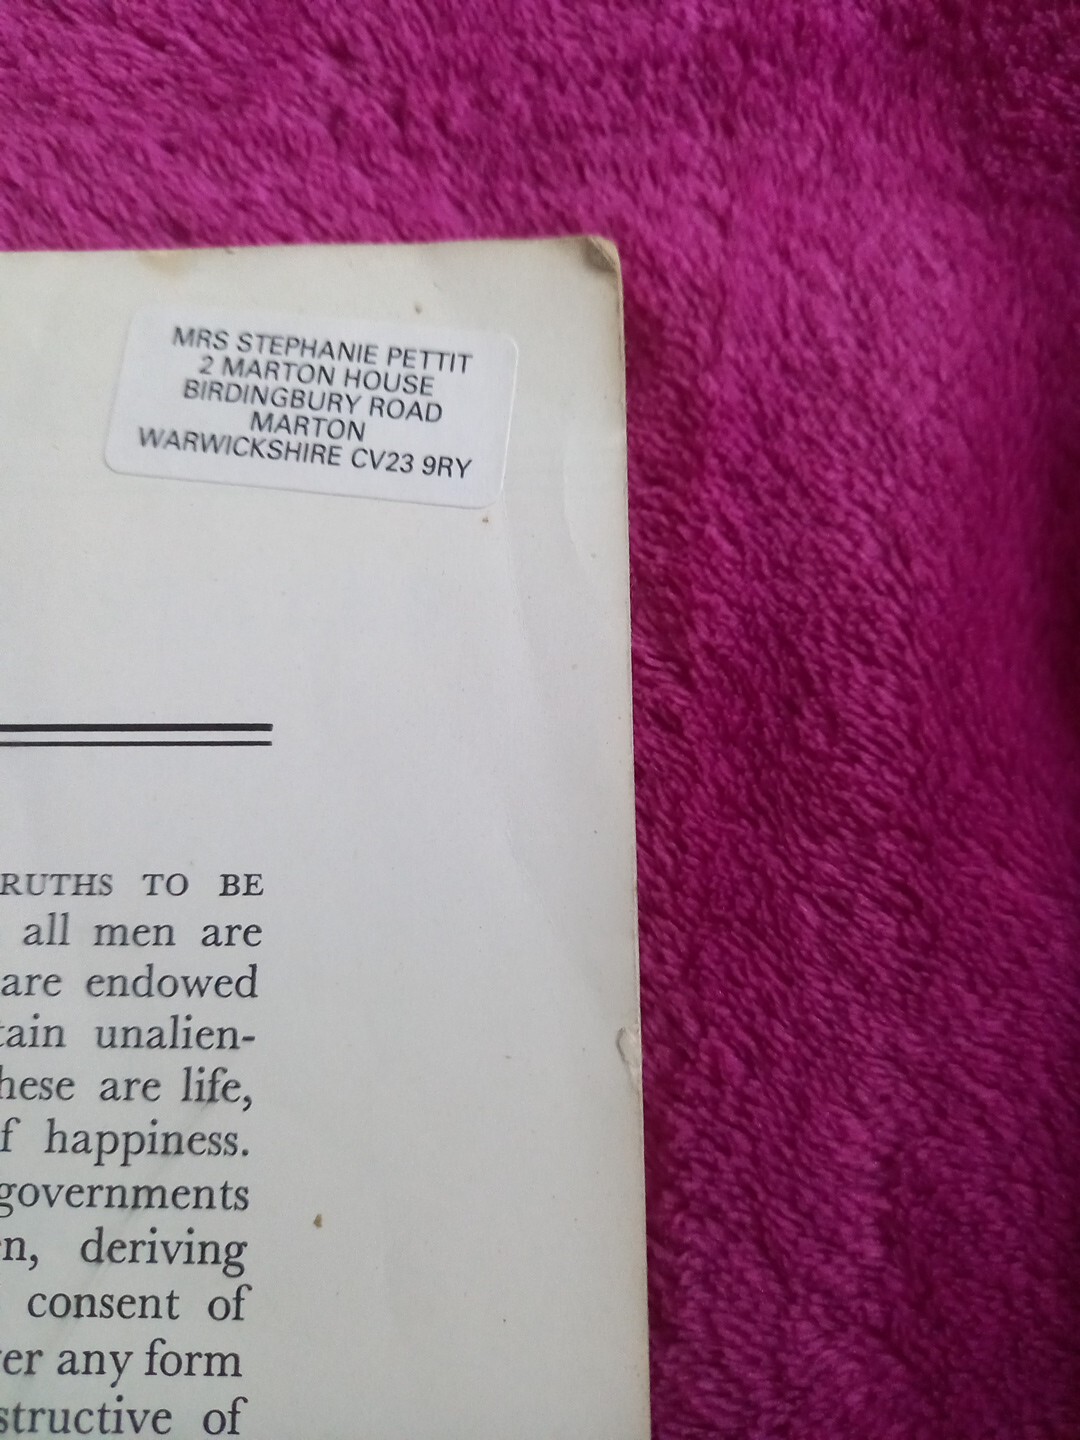 MRS STEPHANIE PETTIT
2 MARTON HOUSE
BIRDINGBURY ROAD
MARTON
WARWICKSHIRE CV23 9RY
RUTHS TO BE
all men are
are endowed
tain unalien-
hese are life,
f happiness.
governments
n, deriving
consent of
er any form
structive of